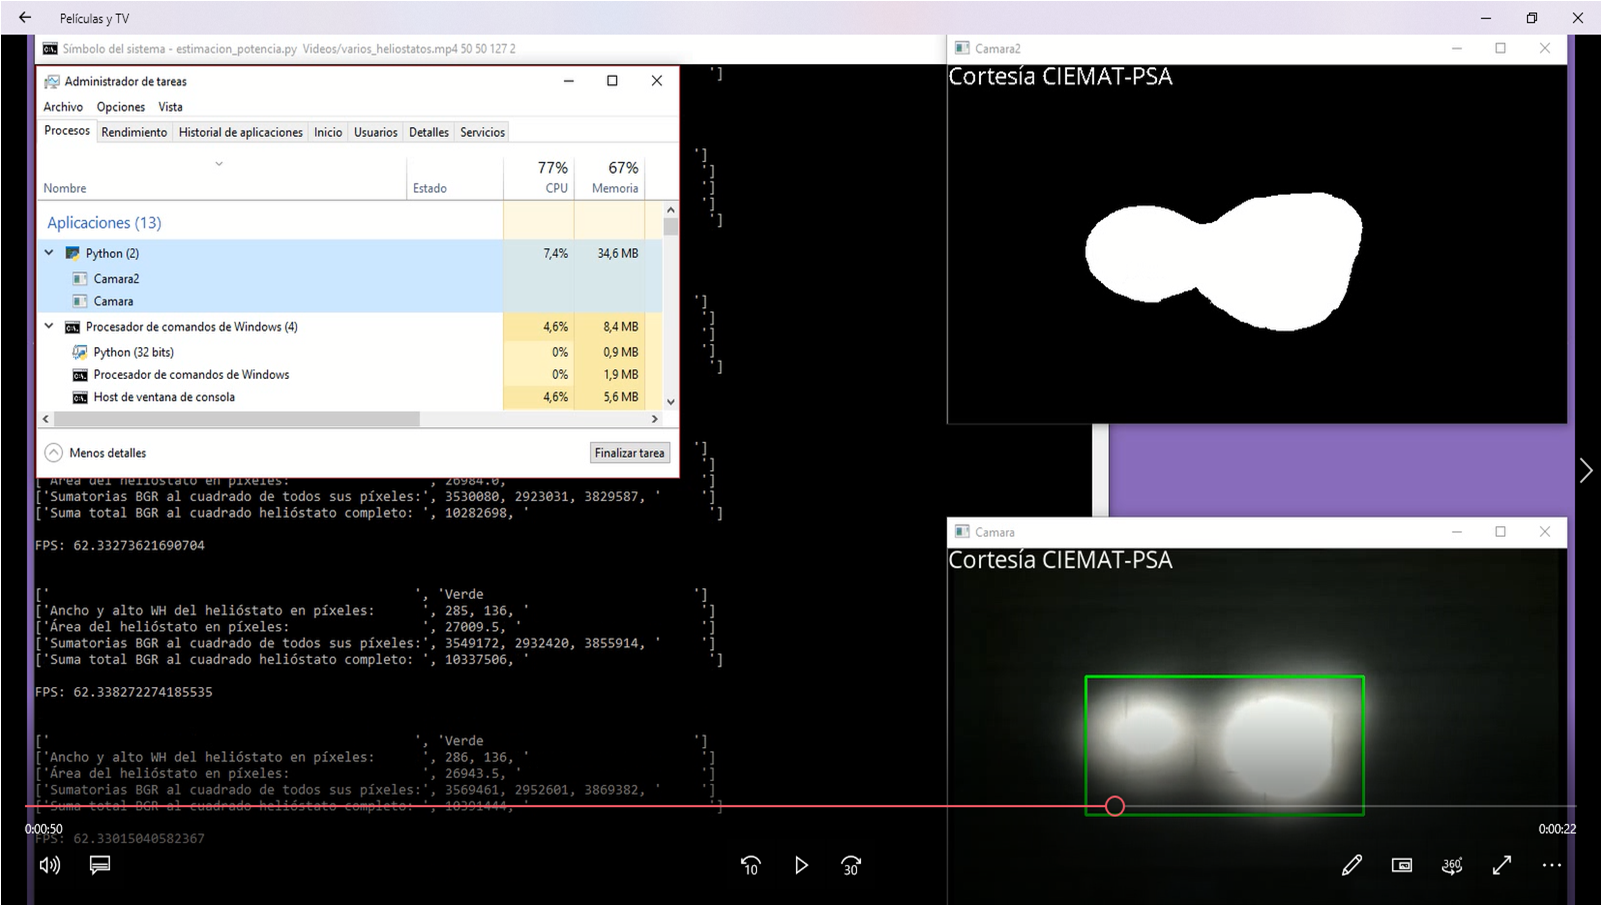 Películas y TV
Símbolo del sistema - estimacion_potencia.py Videos/varios_heliostatos.mp4 50 50 127 2
Administrador de tareas
Archivo Opciones Vista
Procesos Rendimiento Historial de aplicaciones Inicio Usuarios Detalles Servicios
77% 67%
Nombre Estado CPU Memoria
Aplicaciones (13)
Python (2) 7,4% 34,6 MB
Camara2
Camara
Procesador de comandos de Windows (4) 4,6% 8,4 MB
Python (32 bits) 0% 0,9 MB
Procesador de comandos de Windows 0% 1,9 MB
Host de ventana de consola 4,6% 5,6 MB
Menos detalles Finalizar tarea
']
']
']
']
']
']
']
']
']
']
']
']
']
']
['Área del helióstato en píxeles: ', 26984.0, ' ']
['Sumatorias BGR al cuadrado de todos sus píxeles:', 3530080, 2923031, 3829587, ' ']
['Suma total BGR al cuadrado helióstato completo: ', 10282698, ' ']
FPS: 62.33273621690704
[' ', 'Verde ']
['Ancho y alto WH del helióstato en píxeles: ', 285, 136, ' ']
['Área del helióstato en píxeles: ', 27009.5, ' ']
['Sumatorias BGR al cuadrado de todos sus píxeles:', 3549172, 2932420, 3855914, ' ']
['Suma total BGR al cuadrado helióstato completo: ', 10337506, ' ']
FPS: 62.338272274185535
[' ', 'Verde ']
['Ancho y alto WH del helióstato en píxeles: ', 286, 136, ' ']
['Área del helióstato en píxeles: ', 26943.5, ' ']
['Sumatorias BGR al cuadrado de todos sus píxeles:', 3569461, 2952601, 3869382, ' ']
['Suma total BGR al cuadrado helióstato completo: ', 10391444, ' ']
FPS: 62.33015040582367
Camara2
Cortesía CIEMAT-PSA
Camara
Cortesía CIEMAT-PSA
0:00:50 0:00:22
10 30 360